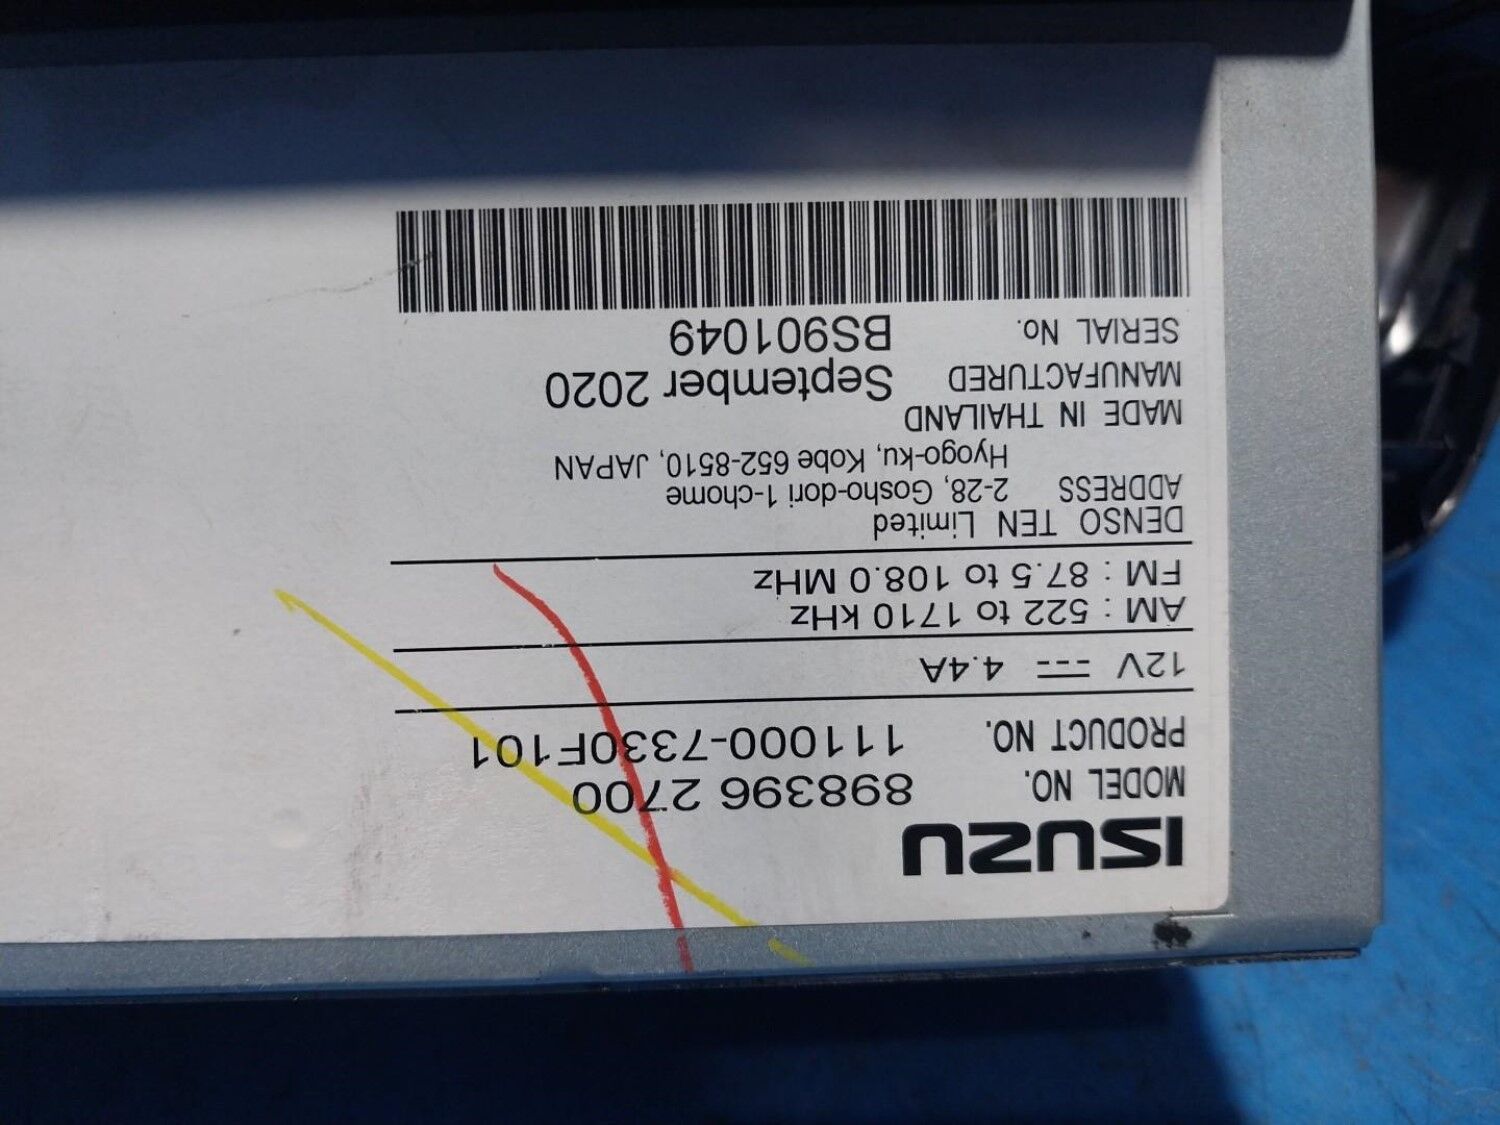 ISUZU
MODEL NO. 898396 2700
PRODUCT NO. 111000-7330F101
12V 4.4A
AM : 522 to 1710 kHz
FM : 87.5 to 108.0 MHz
DENSO TEN Limited
ADDRESS 2-28, Gosho-dori 1-chome
Hyogo-ku, Kobe 652-8510, JAPAN
MADE IN THAILAND
MANUFACTURED September 2020
SERIAL No. BS901049